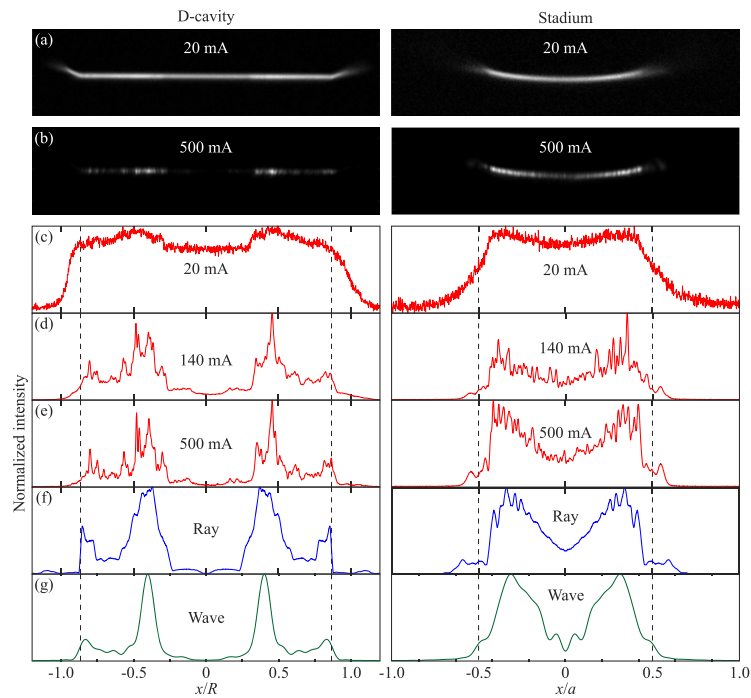 D-cavity Stadium
(a) 20 mA 20 mA
(b) 500 mA 500 mA
(c) 20 mA 20 mA
(d) 140 mA 140 mA
(e) 500 mA 500 mA
(f) Ray Ray
(g) Wave Wave
Normalized intensity
-1.0 -0.5 0 0.5 1.0 -1.0 -0.5 0 0.5 1.0
x/R x/a